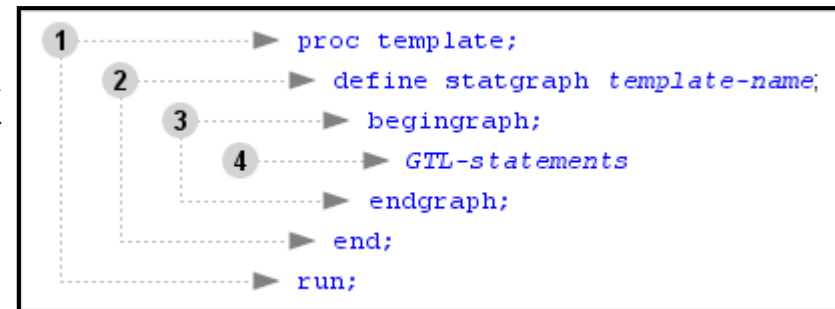 1 proc template;
2 define statgraph template-name;
3 begingraph;
4 GTL-statements
endgraph;
end;
run;